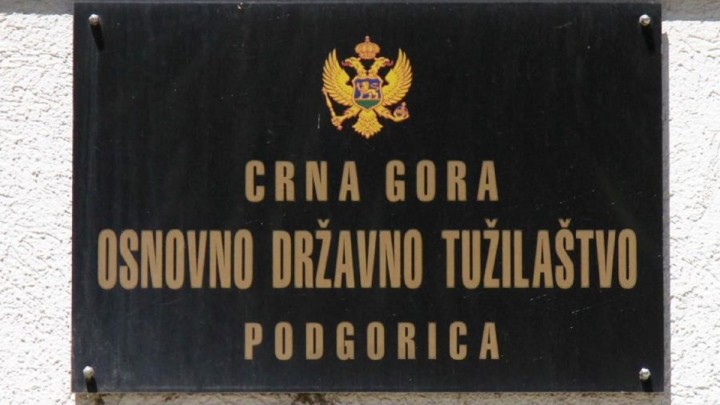 CRNA GORA
OSNOVNO DRŽAVNO TUŽILAŠTVO
PODGORICA